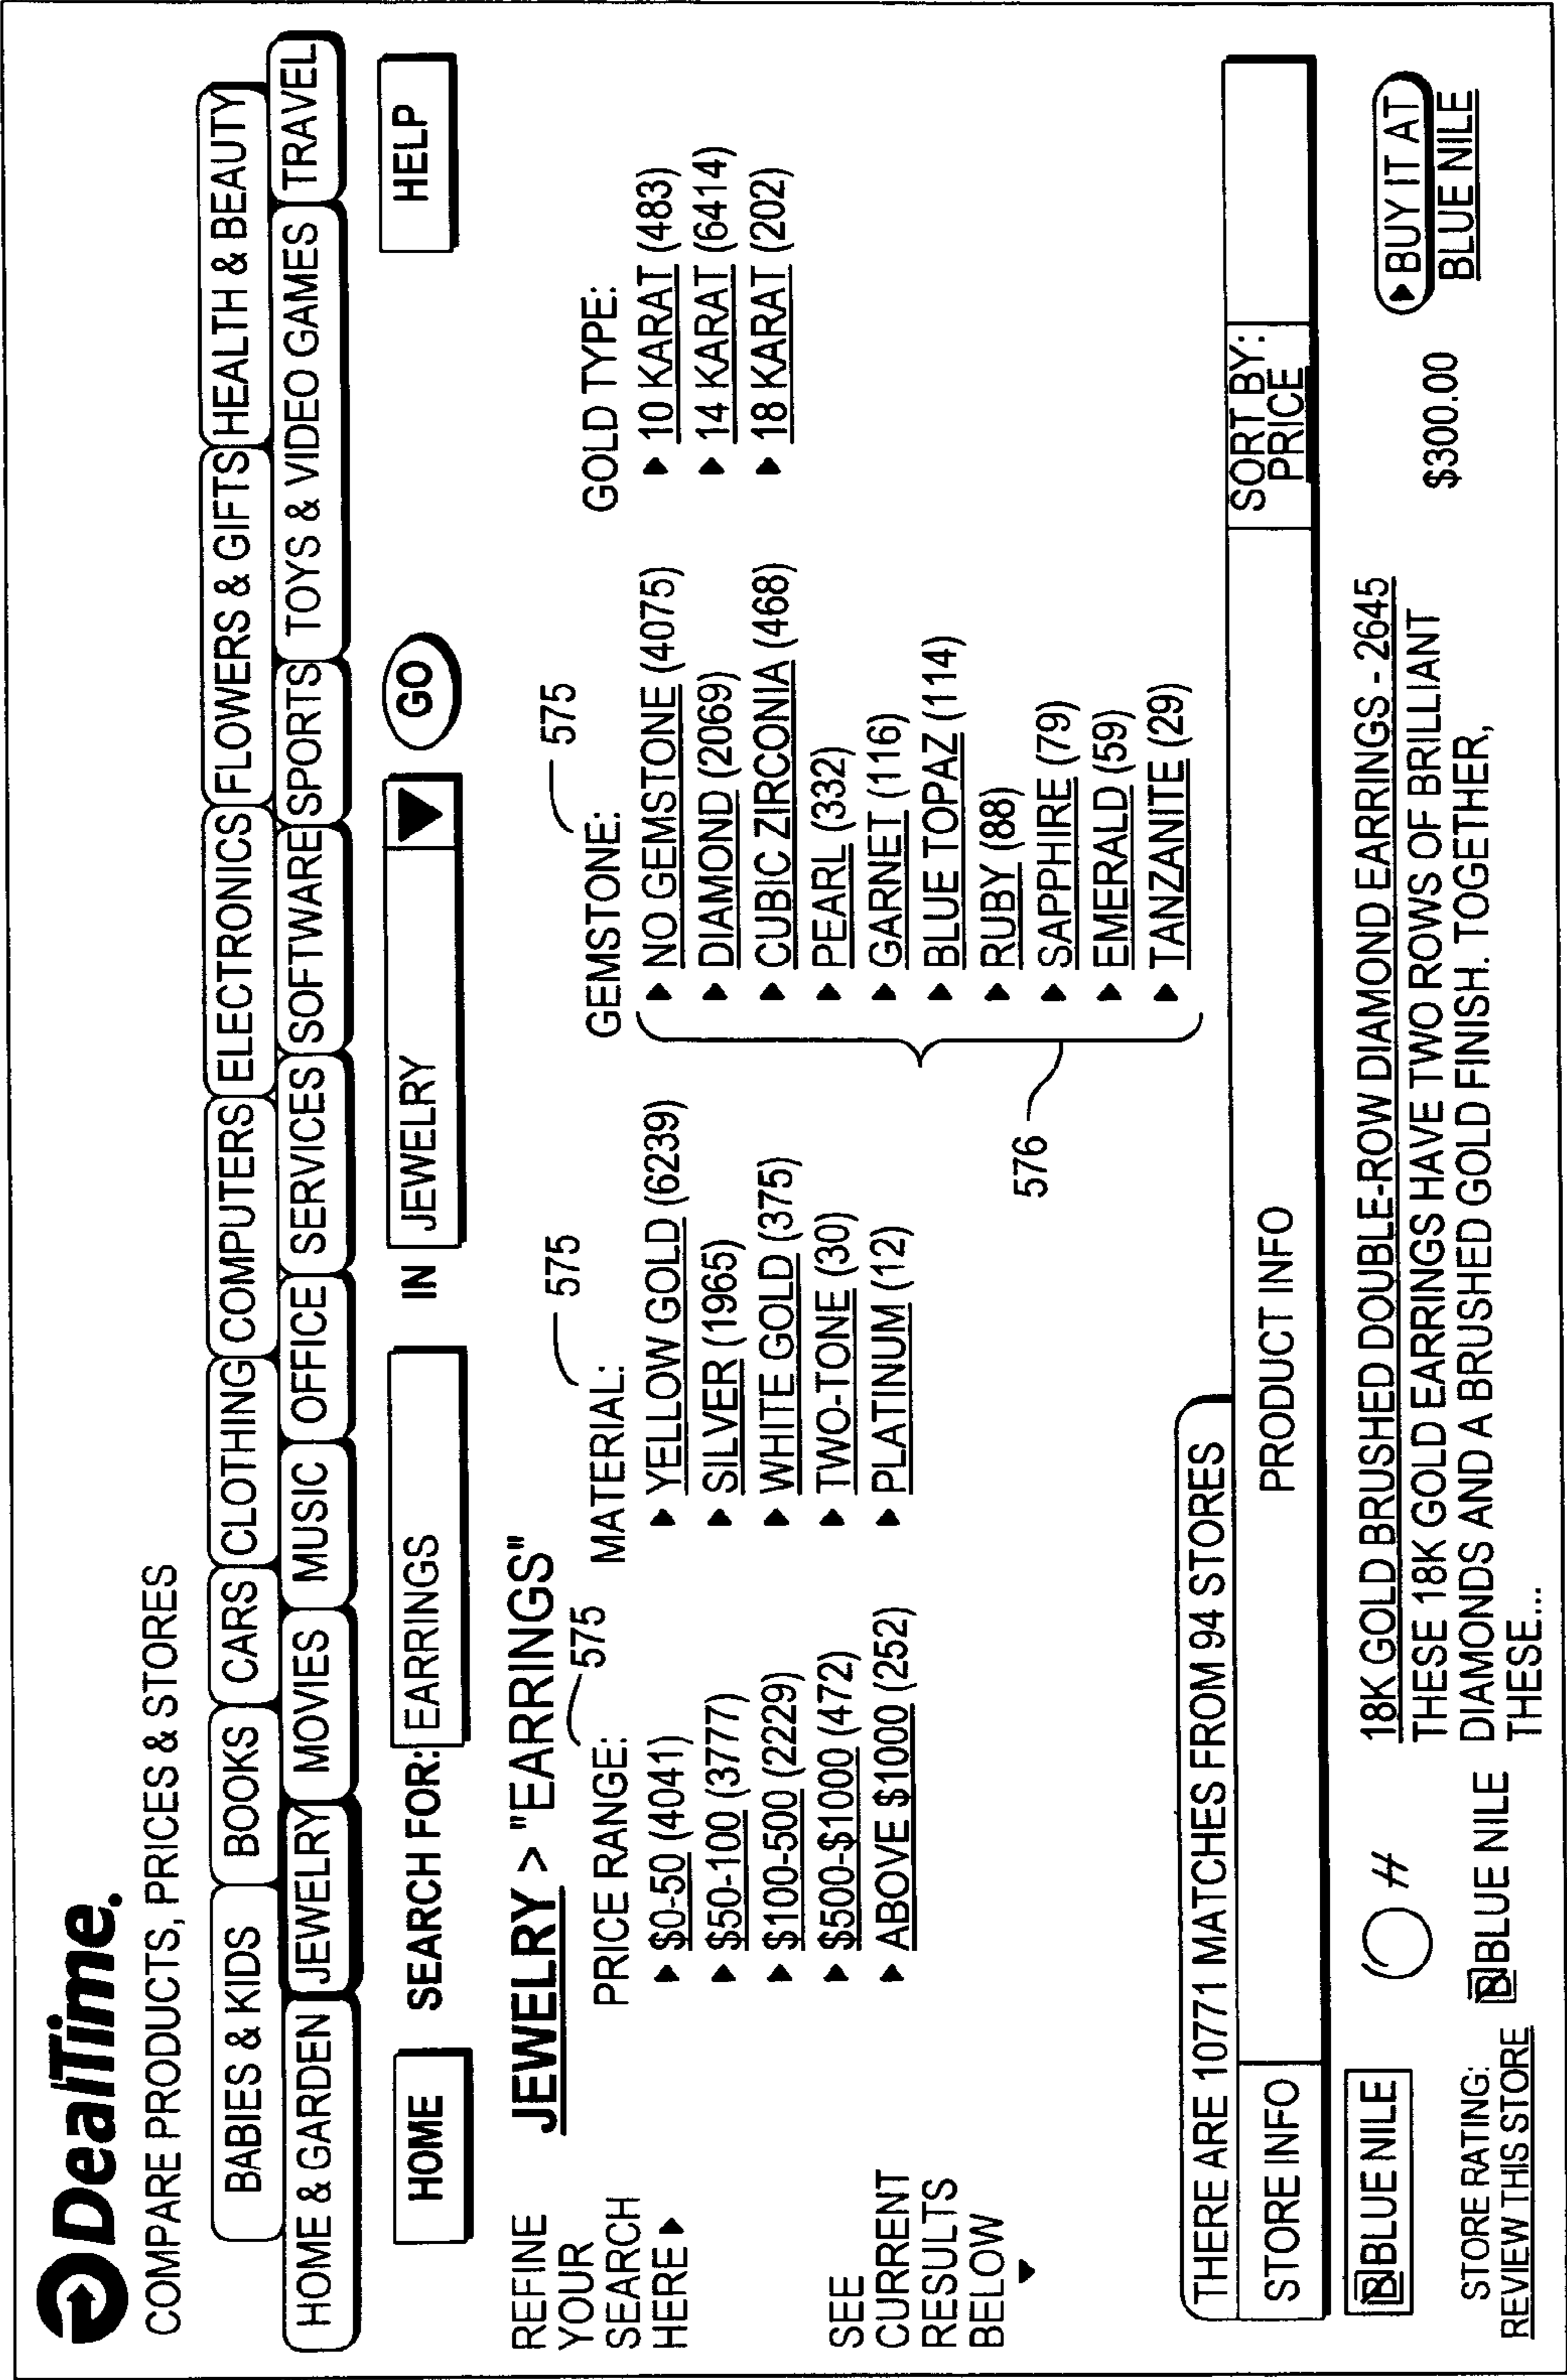 DealTime.
COMPARE PRODUCTS, PRICES & STORES
BABIES & KIDS BOOKS CARS CLOTHING COMPUTERS ELECTRONICS FLOWERS & GIFTS HEALTH & BEAUTY
HOME & GARDEN JEWELRY MOVIES MUSIC OFFICE SERVICES SOFTWARE SPORTS TOYS & VIDEO GAMES TRAVEL
HOME SEARCH FOR: EARRINGS IN JEWELRY GO HELP
REFINE
YOUR
SEARCH
HERE
SEE
CURRENT
RESULTS
BELOW
JEWELRY > "EARRINGS"
575
PRICE RANGE:
$0-50 (4041)
$50-100 (3777)
$100-500 (2229)
$500-$1000 (472)
ABOVE $1000 (252)
575
MATERIAL:
YELLOW GOLD (6239)
SILVER (1965)
WHITE GOLD (375)
TWO-TONE (30)
PLATINUM (12)
575
GEMSTONE:
NO GEMSTONE (4075)
DIAMOND (2069)
CUBIC ZIRCONIA (468)
PEARL (332)
GARNET (116)
BLUE TOPAZ (114)
RUBY (88)
SAPPHIRE (79)
EMERALD (59)
TANZANITE (29)
576
GOLD TYPE:
10 KARAT (483)
14 KARAT (6414)
18 KARAT (202)
THERE ARE 10771 MATCHES FROM 94 STORES
STORE INFO PRODUCT INFO SORT BY:
PRICE
B BLUE NILE
STORE RATING:
REVIEW THIS STORE
B BLUE NILE
18K GOLD BRUSHED DOUBLE-ROW DIAMOND EARRINGS - 2645
THESE 18K GOLD EARRINGS HAVE TWO ROWS OF BRILLIANT
DIAMONDS AND A BRUSHED GOLD FINISH. TOGETHER,
THESE...
$300.00
BUY IT AT
BLUE NILE